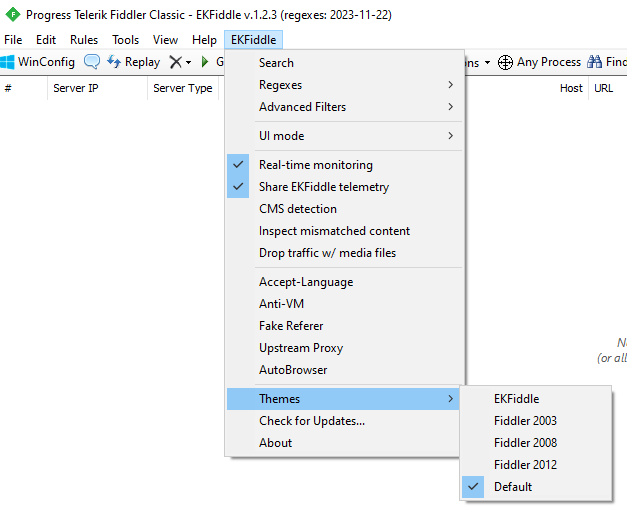 Progress Telerik Fiddler Classic - EKFiddle v.1.2.3 (regexes: 2023-11-22)
File Edit Rules Tools View Help EKFiddle
WinConfig Replay Any Process
# Server IP Server Type Host URL
Search
Regexes
Advanced Filters
UI mode
Real-time monitoring
Share EKFiddle telemetry
CMS detection
Inspect mismatched content
Drop traffic w/ media files
Accept-Language
Anti-VM
Fake Referer
Upstream Proxy
(or all
AutoBrowser
Themes
EKFiddle
Check for Updates...
Fiddler 2003
About
Fiddler 2008
Fiddler 2012
Default